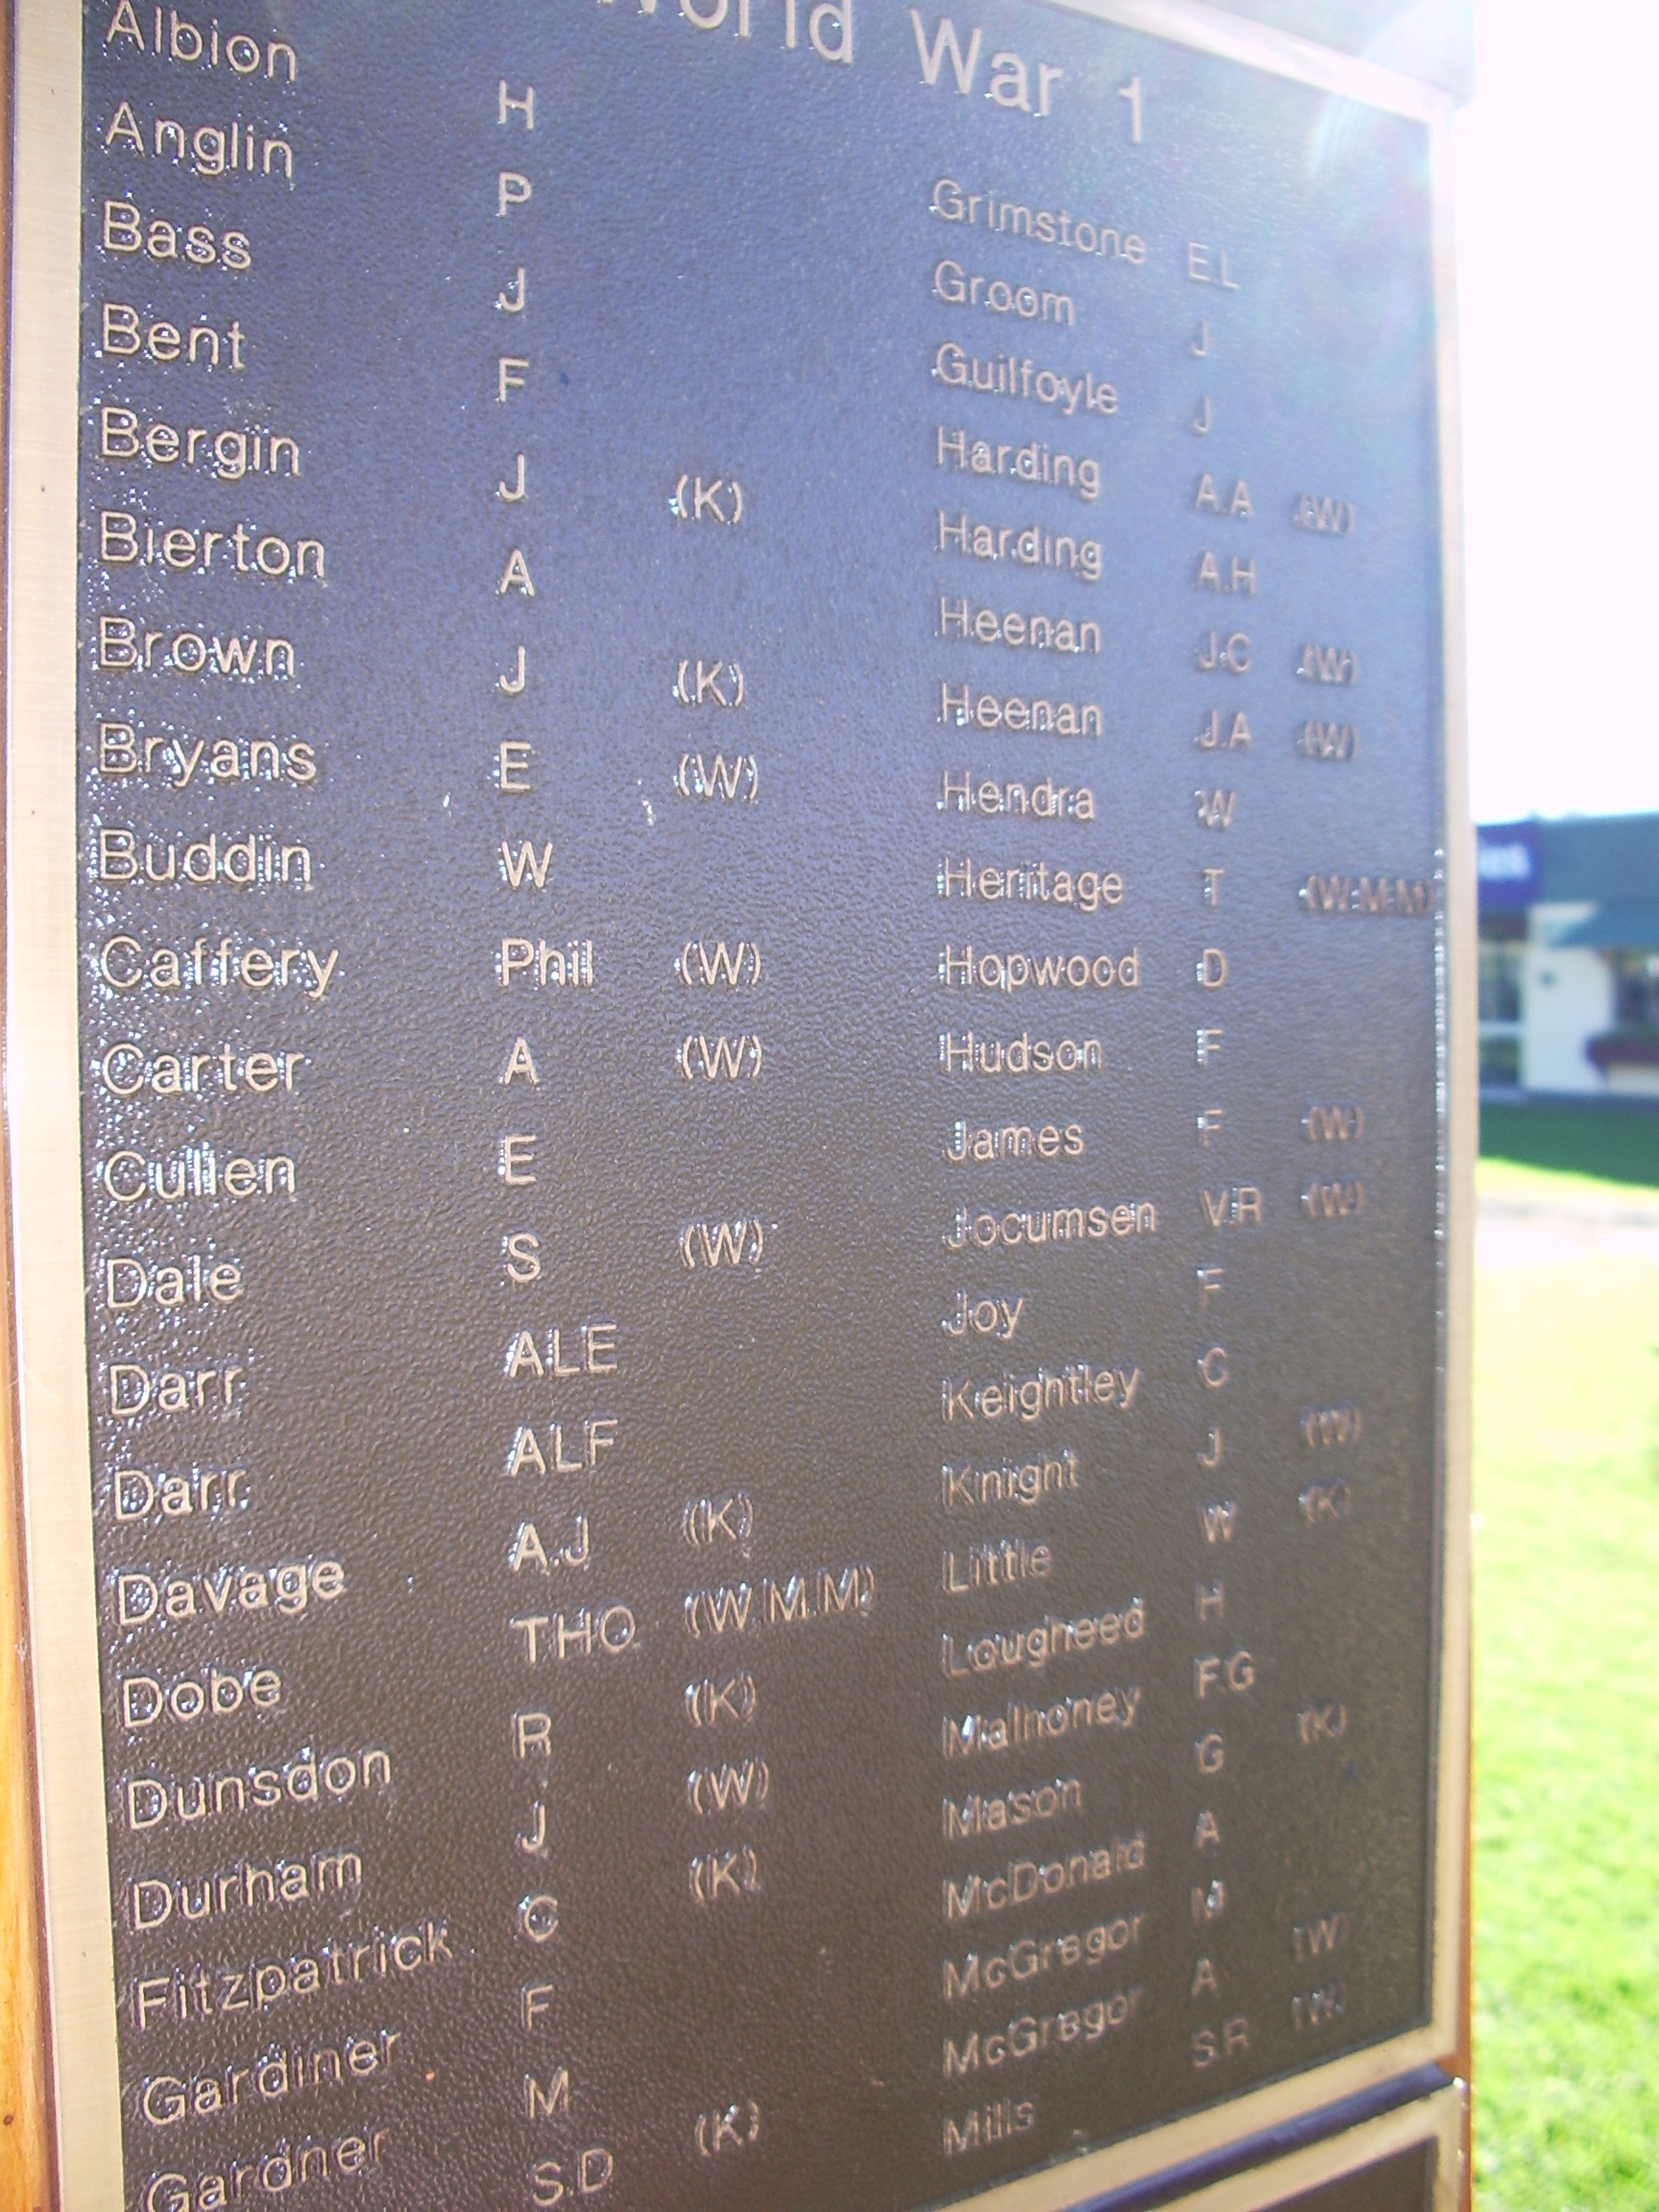 World War 1
Albion H
Anglin P
Bass J
Bent F
Bergin J (K)
Bierton A
Brown J (K)
Bryans E (W)
Buddin W
Caffery Phil (W)
Carter A (W)
Cullen E
Dale S (W)
Darr ALE
Darr ALF
Davage A.J (K)
Dobe THO (W.M.M)
Dunsdon R (K)
Durham J (W)
Fitzpatrick C (K)
Gardiner F
Gardner M
S.D (K)
Grimstone E.L
Groom J
Guilfoyle J
Harding A.A (W)
Harding A.H
Heenan J.C (W)
Heenan J.A (W)
Hendra W
Heritage T (W.M.M)
Hopwood D
Hudson F
James F (W)
Jocumsen V.R (W)
Joy F
Keightley C
Knight J (W)
Little W (K)
Lougheed H
Malhoney F.G
Mason G (K)
McDonald A
McGregor M
McGregor A (W)
Mills S.R (W)